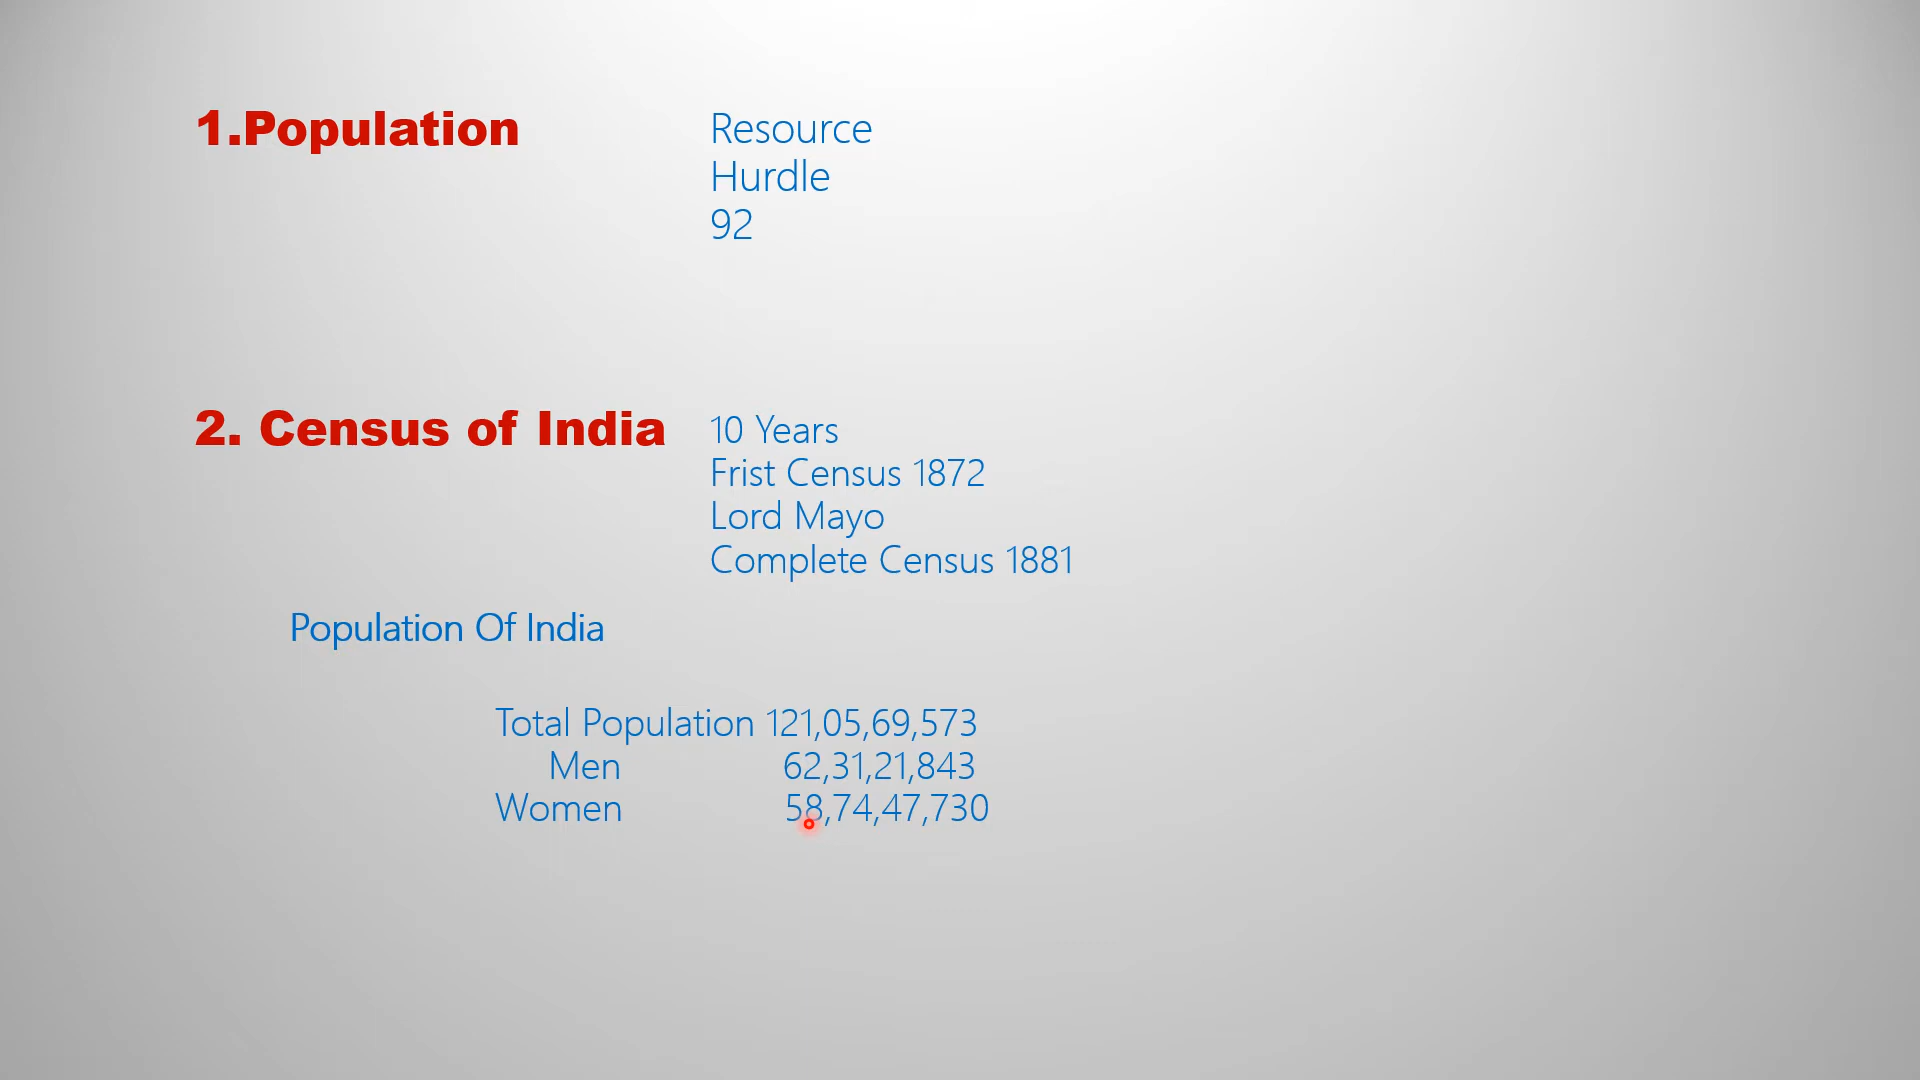 1.Population
Resource
Hurdle
92
2. Census of India
10 Years
Frist Census 1872
Lord Mayo
Complete Census 1881
Population Of India
Total Population 121,05,69,573
Men 62,31,21,843
Women 58,74,47,730